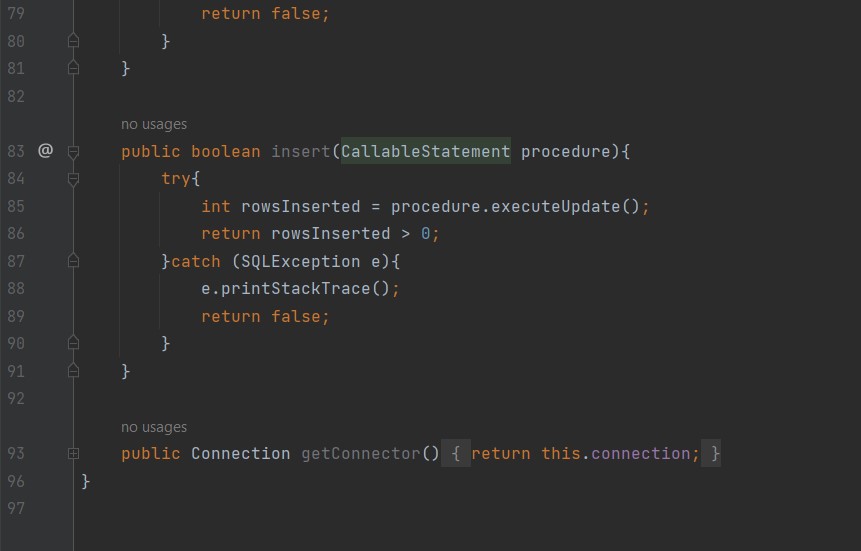 79 return false;
80 }
81 }
82
no usages
83 @ public boolean insert(CallableStatement procedure){
84 try{
85 int rowsInserted = procedure.executeUpdate();
86 return rowsInserted > 0;
87 }catch (SQLException e){
88 e.printStackTrace();
89 return false;
90 }
91 }
92
no usages
93 public Connection getConnector() { return this.connection; }
96 }
97